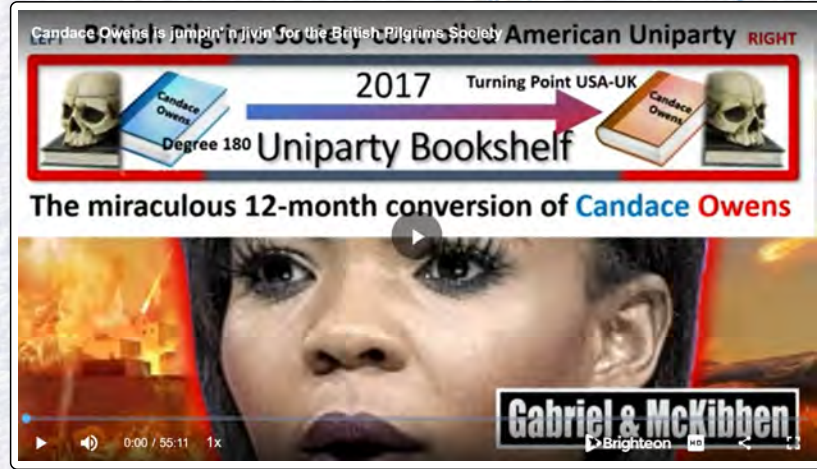 Candace Owens is jumpin' n jivin' for the British Pilgrims Society
LEFT British Pilgrims Society controlled American Uniparty RIGHT
2017
Turning Point USA-UK
Candace Owens
Candace Owens
Degree 180
Uniparty Bookshelf
The miraculous 12-month conversion of Candace Owens
Gabriel & McKibben
0:00 / 55:11 1x
Brighteon
HD